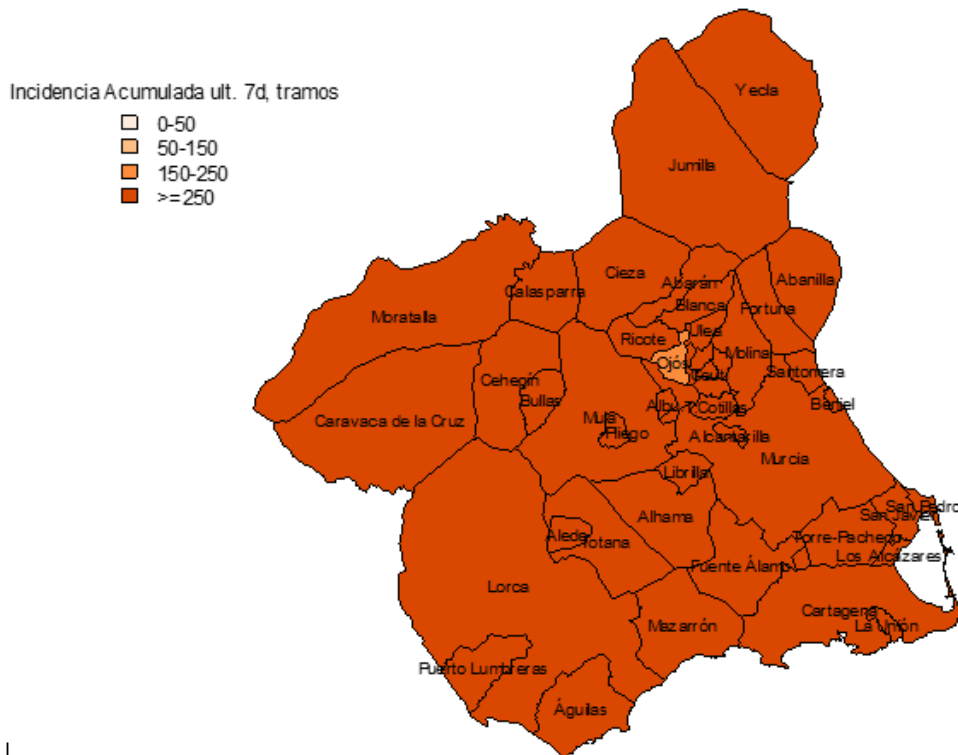 Incidencia Acumulada ult. 7d, tramos
0-50
50-150
150-250
>=250
Yecla
Jumilla
Cieza
Abarán
Abanilla
Calasparra
Blanca
Fortuna
Moratalla
Ricote
Ulea
Molina
Ojós
Santomera
Cehegín
Bullas
Albu
T.Cotillas
Beniel
Caravaca de la Cruz
Mula
Pliego
Alcantarilla
Murcia
Librilla
San Pedro
Alhama
San Javier
Aledo
Totana
Torre-Pacheco
Los Alcázares
Fuente Álamo
Lorca
Cartagena
Mazarrón
La Unión
Puerto Lumbreras
Águilas